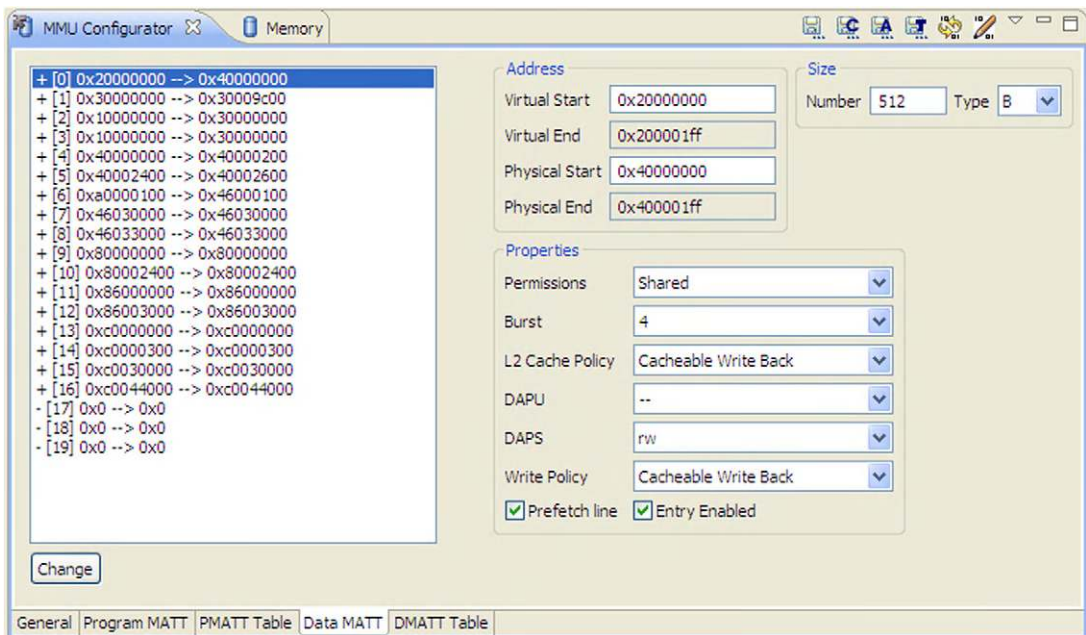 MMU Configurator Memory
+ [0] 0x20000000 --> 0x40000000
+ [1] 0x30000000 --> 0x30009c00
+ [2] 0x10000000 --> 0x30000000
+ [3] 0x10000000 --> 0x30000000
+ [4] 0x40000000 --> 0x40000200
+ [5] 0x40002400 --> 0x40002600
+ [6] 0xa0000100 --> 0x46000100
+ [7] 0x46030000 --> 0x46030000
+ [8] 0x46033000 --> 0x46033000
+ [9] 0x80000000 --> 0x80000000
+ [10] 0x80002400 --> 0x80002400
+ [11] 0x86000000 --> 0x86000000
+ [12] 0x86003000 --> 0x86003000
+ [13] 0xc0000000 --> 0xc0000000
+ [14] 0xc0000300 --> 0xc0000300
+ [15] 0xc0030000 --> 0xc0030000
+ [16] 0xc0044000 --> 0xc0044000
- [17] 0x0 --> 0x0
- [18] 0x0 --> 0x0
- [19] 0x0 --> 0x0
Change
Address
Virtual Start 0x20000000
Virtual End 0x200001ff
Physical Start 0x40000000
Physical End 0x400001ff
Size
Number 512 Type B
Properties
Permissions Shared
Burst 4
L2 Cache Policy Cacheable Write Back
DAPU --
DAPS rw
Write Policy Cacheable Write Back
Prefetch line Entry Enabled
General Program MATT PMATT Table Data MATT DMATT Table